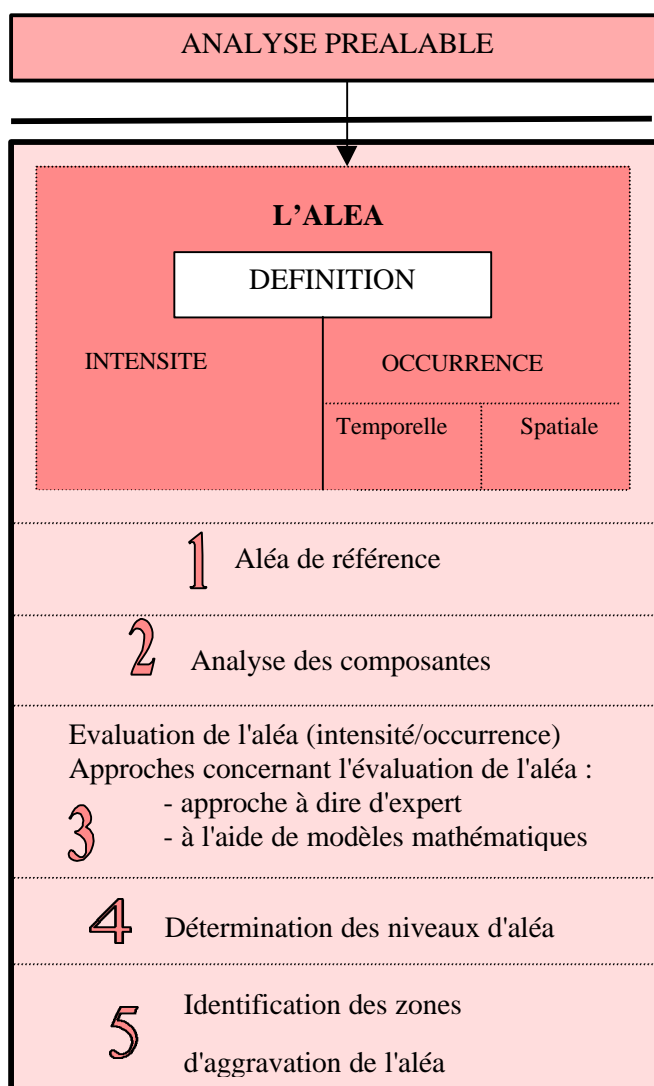 ANALYSE PREALABLE
L'ALEA
DEFINITION
INTENSITE
OCCURRENCE
Temporelle
Spatiale
1 Aléa de référence
2 Analyse des composantes
Evaluation de l'aléa (intensité/occurrence)
Approches concernant l'évaluation de l'aléa :
- approche à dire d'expert
3 - à l'aide de modèles mathématiques
4 Détermination des niveaux d'aléa
5 Identification des zones
d'aggravation de l'aléa